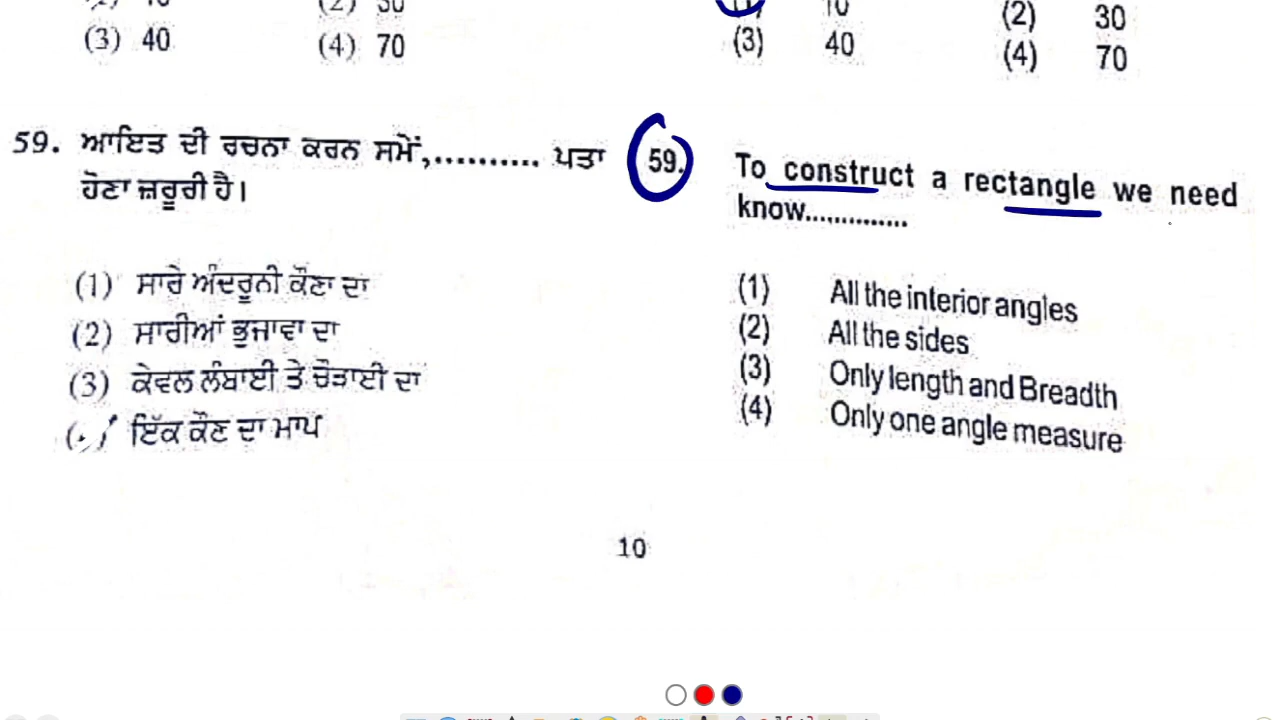 (2) 30
10
(2) 30
(3) 40
(4) 70
(3) 40
(4) 70
59. ਆਇਤ ਦੀ ਰਚਨਾ ਕਰਨ ਸਮੇਂ,.......... ਪਤਾ
ਹੋਣਾ ਜ਼ਰੂਰੀ ਹੈ।
(1) ਸਾਰੇ ਅੰਦਰੂਨੀ ਕੌਣਾ ਦਾ
(2) ਸਾਰੀਆਂ ਭੁਜਾਵਾ ਦਾ
(3) ਕੇਵਲ ਲੰਬਾਈ ਤੇ ਚੌੜਾਈ ਦਾ
ਇੱਕ ਕੌਣ ਦਾ ਮਾਪ
59. To construct a rectangle we need
know..............
(1) All the interior angles
(2) All the sides
(3) Only length and Breadth
(4) Only one angle measure
10